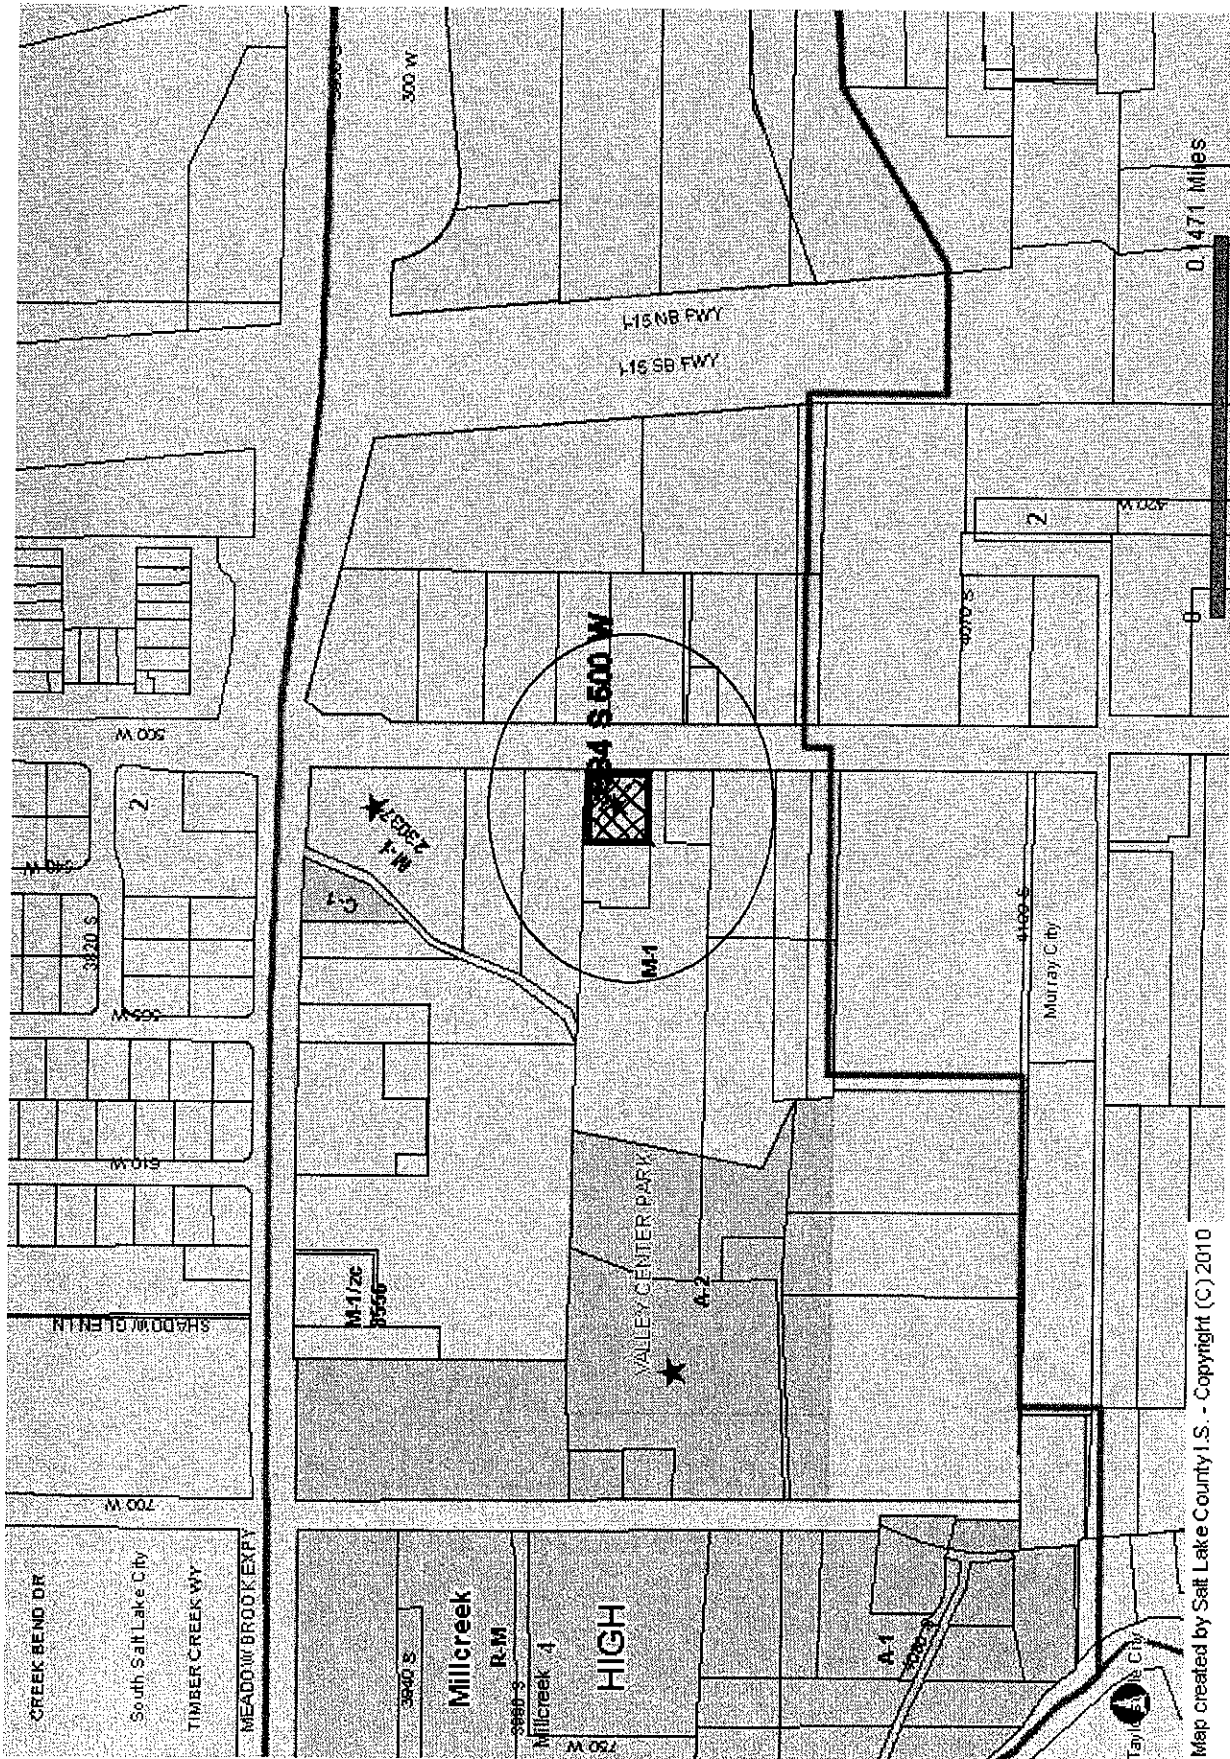 CREEK BEND DR
South Salt Lake City
TIMBER CREEK WY
MEADOW BROOK EXPY
700 W
SHADOW GLEN LN
610 W
565 W
3820 S
540 W
2
500 W
300 W
3940 S
Millcreek
R-M
Millcreek 4
HIGH
750 W
M-1/zc
8556
C-1
M-1
S 500 W
M-1
VALLEY CENTER PARK
A-2
I-15 SB FWY
I-15 NB FWY
A-1
4100 S
Murray City
4070 S
2
420 W
0
0.1471 Miles
Map created by Salt Lake County I.S. - Copyright (C) 2010